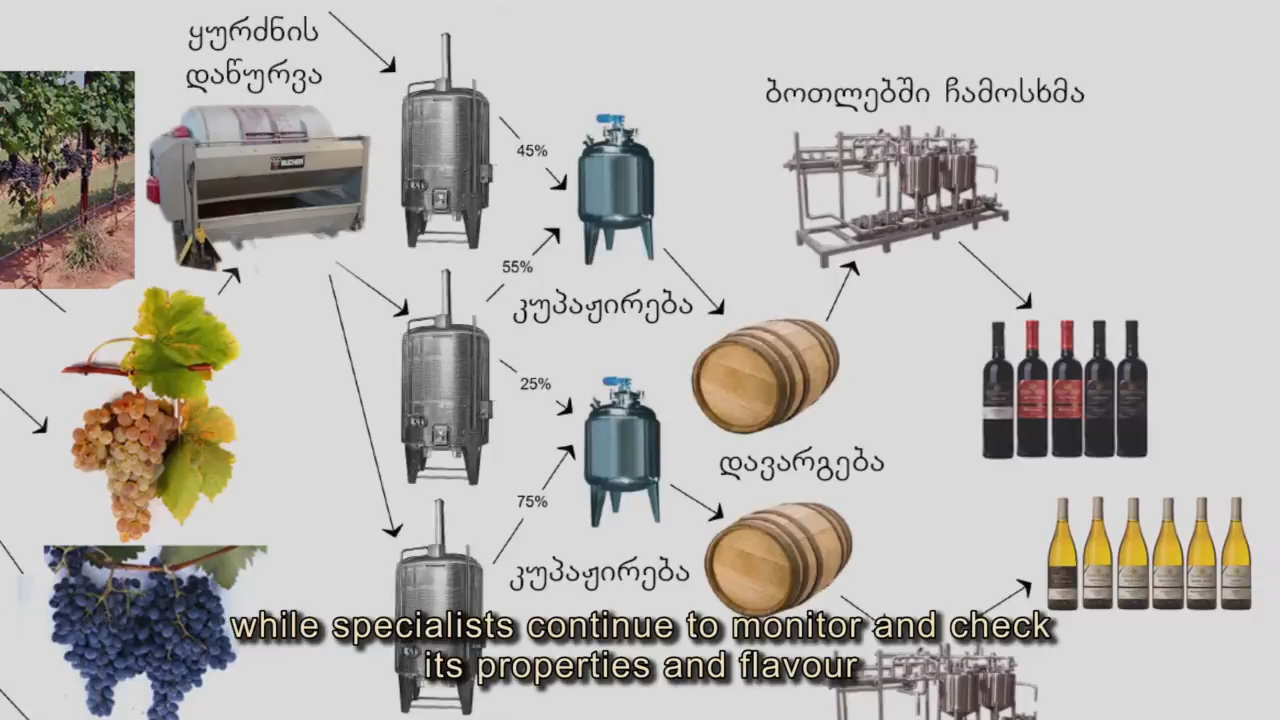 ყურძნის
დაწურვა
ბოთლებში ჩამოსხმა
BUCHER
45%
55%
კუპაჟირება
25%
დავარგება
75%
კუპაჟირება
while specialists continue to monitor and check
its properties and flavour